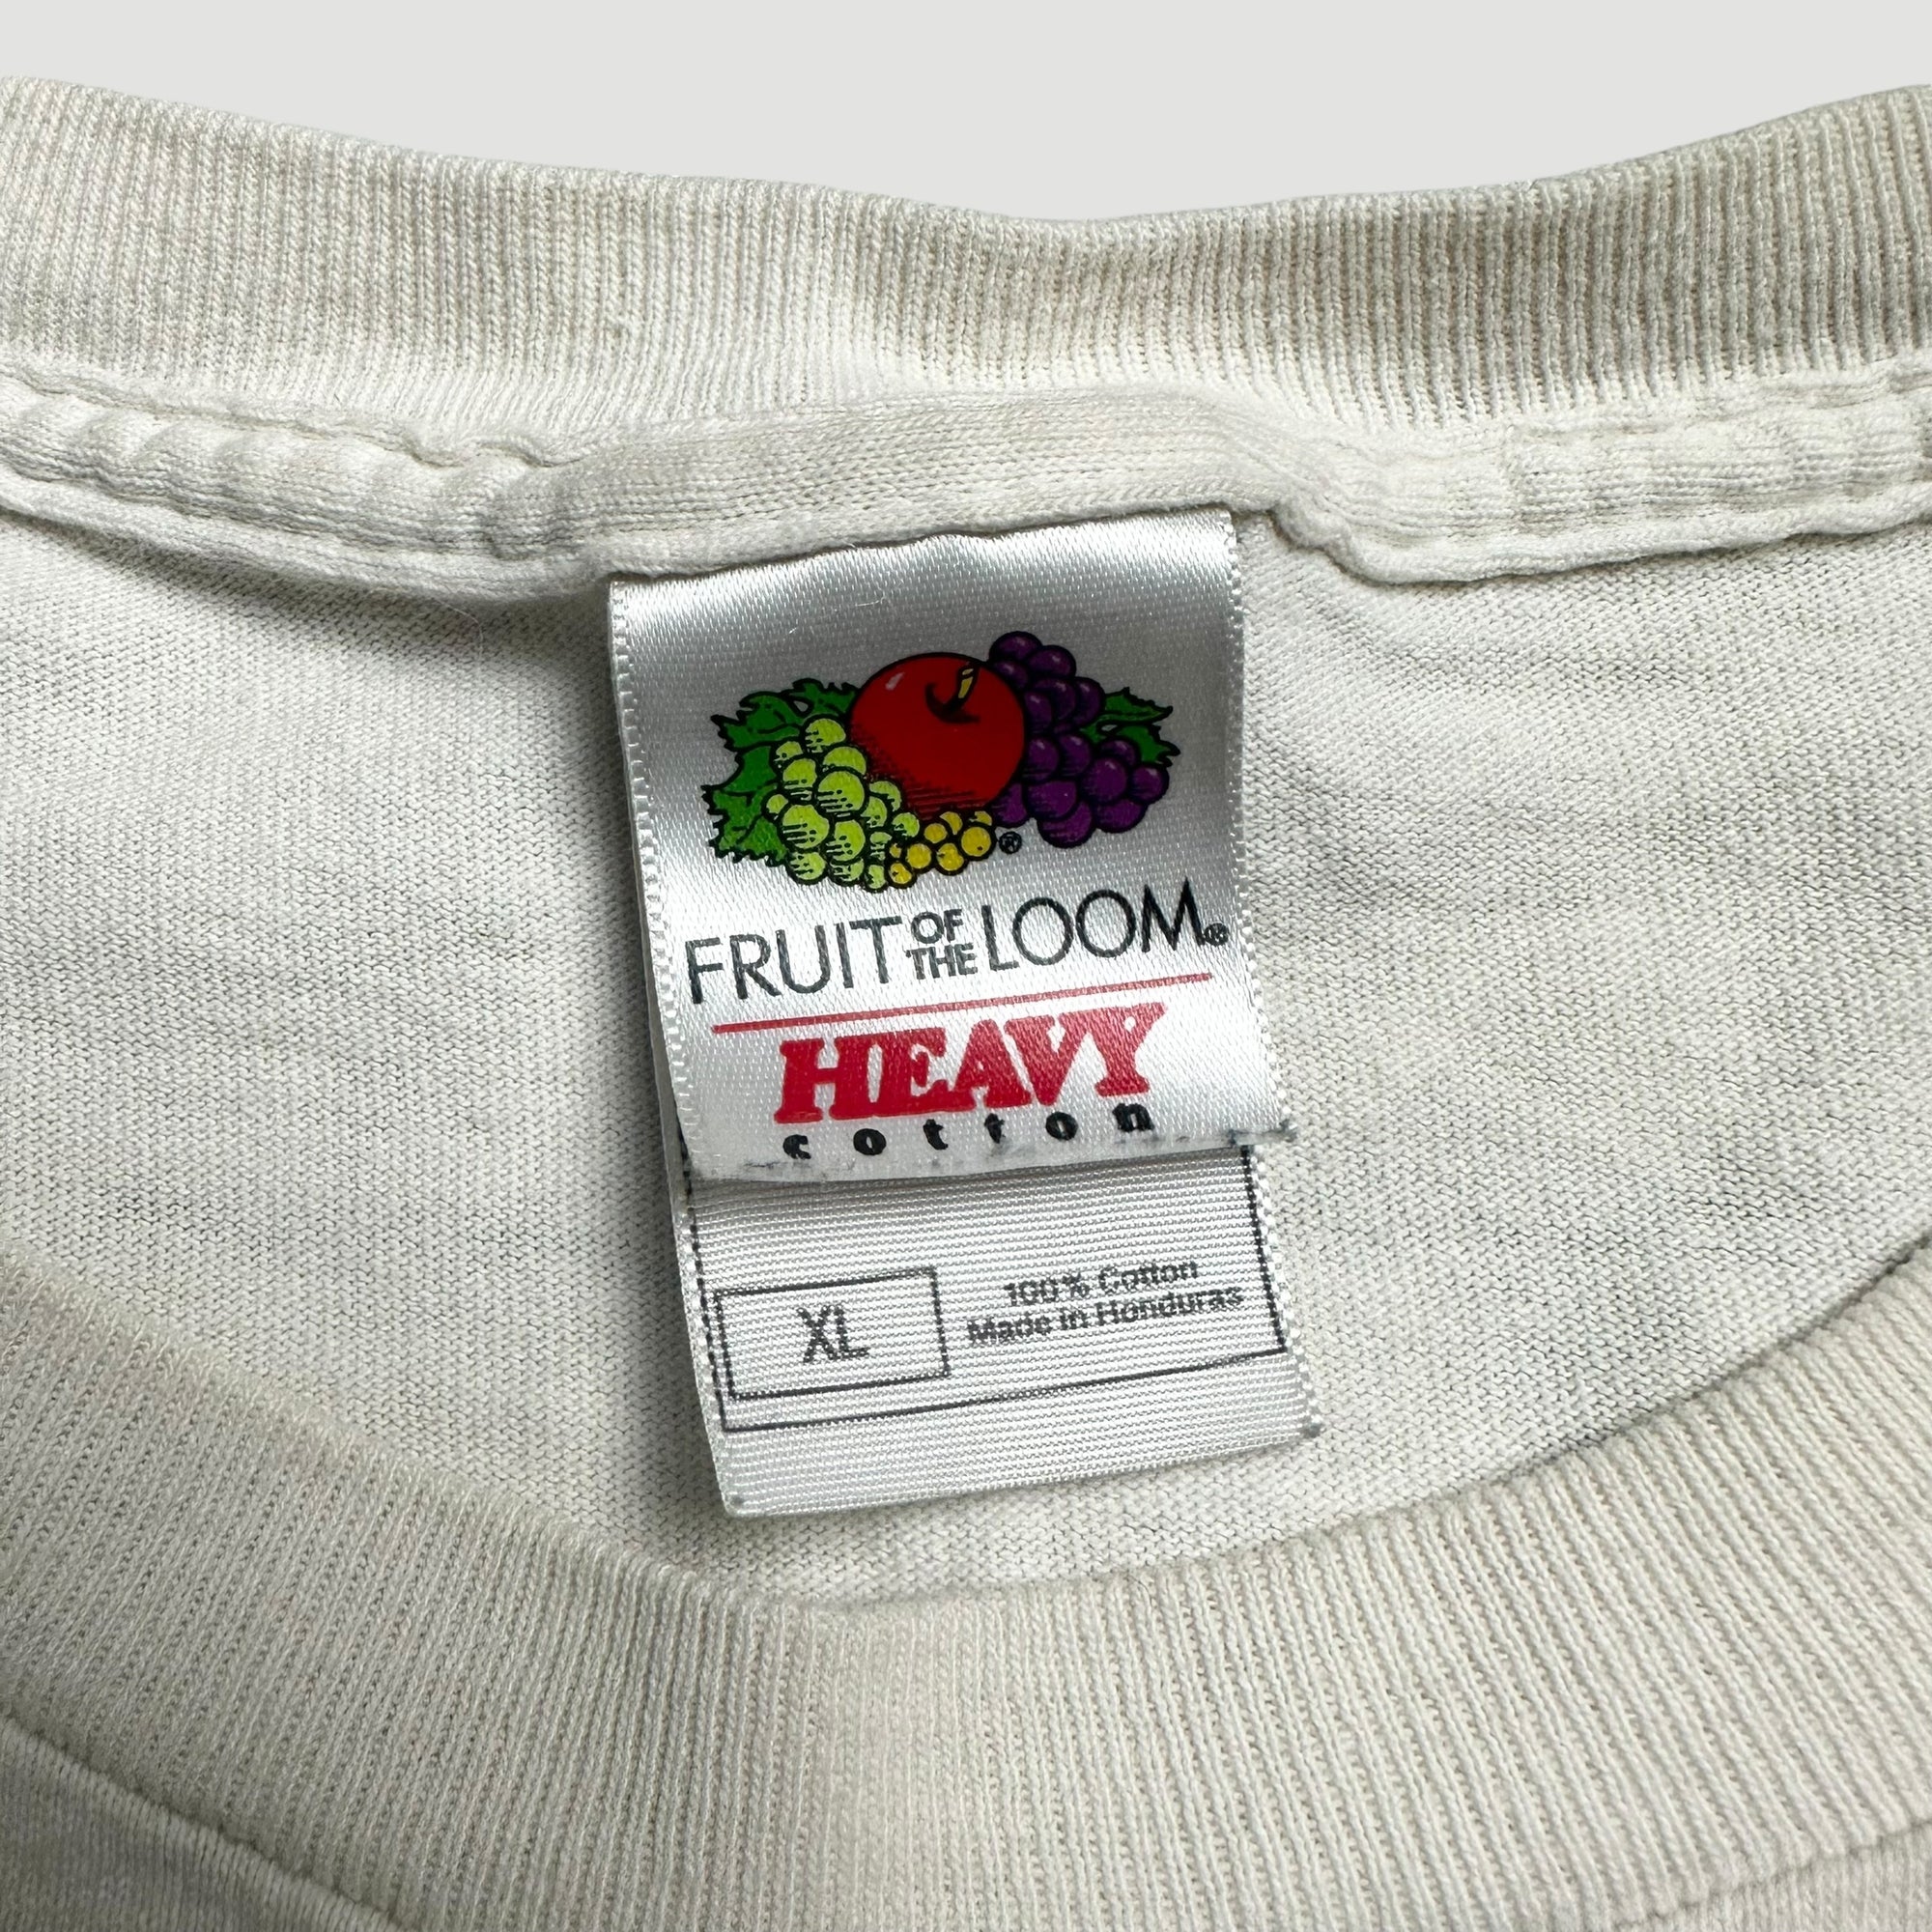 ®
FRUIT OF THE LOOM®
HEAVY
cotton
XL
100% Cotton
Made in Honduras